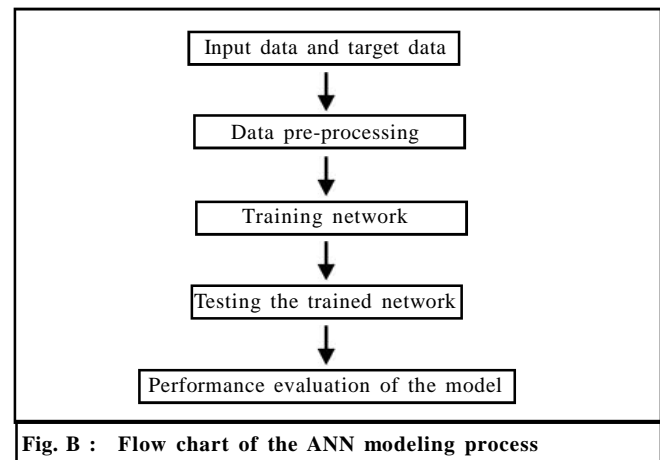 Input data and target data
Data pre-processing
Training network
Testing the trained network
Performance evaluation of the model
Fig. B : Flow chart of the ANN modeling process